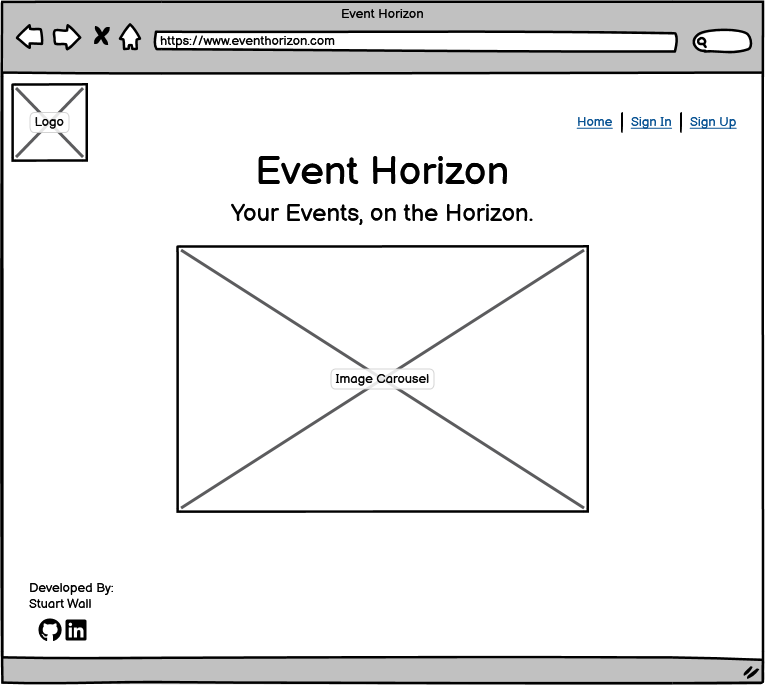 Event Horizon
https://www.eventhorizon.com
Logo
Home | Sign In | Sign Up
Event Horizon
Your Events, on the Horizon.
Image Carousel
Developed By:
Stuart Wall
in